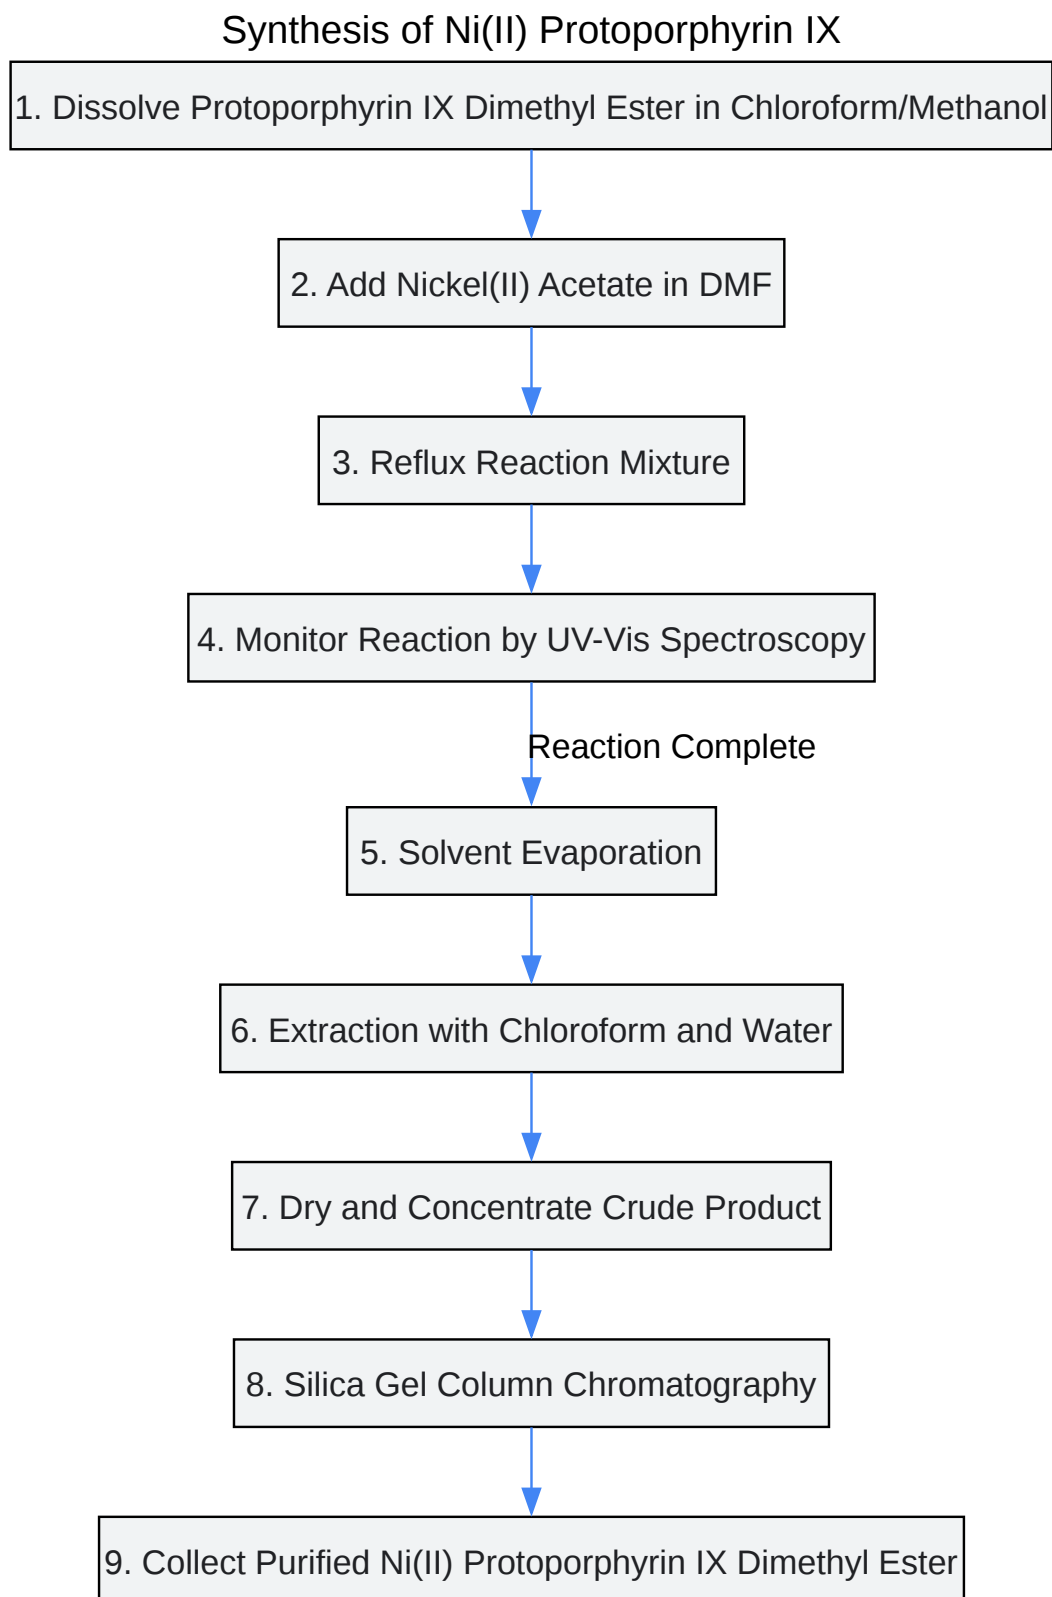 Synthesis of Ni(II) Protoporphyrin IX
1. Dissolve Protoporphyrin IX Dimethyl Ester in Chloroform/Methanol
2. Add Nickel(II) Acetate in DMF
3. Reflux Reaction Mixture
4. Monitor Reaction by UV-Vis Spectroscopy
Reaction Complete
5. Solvent Evaporation
6. Extraction with Chloroform and Water
7. Dry and Concentrate Crude Product
8. Silica Gel Column Chromatography
9. Collect Purified Ni(II) Protoporphyrin IX Dimethyl Ester